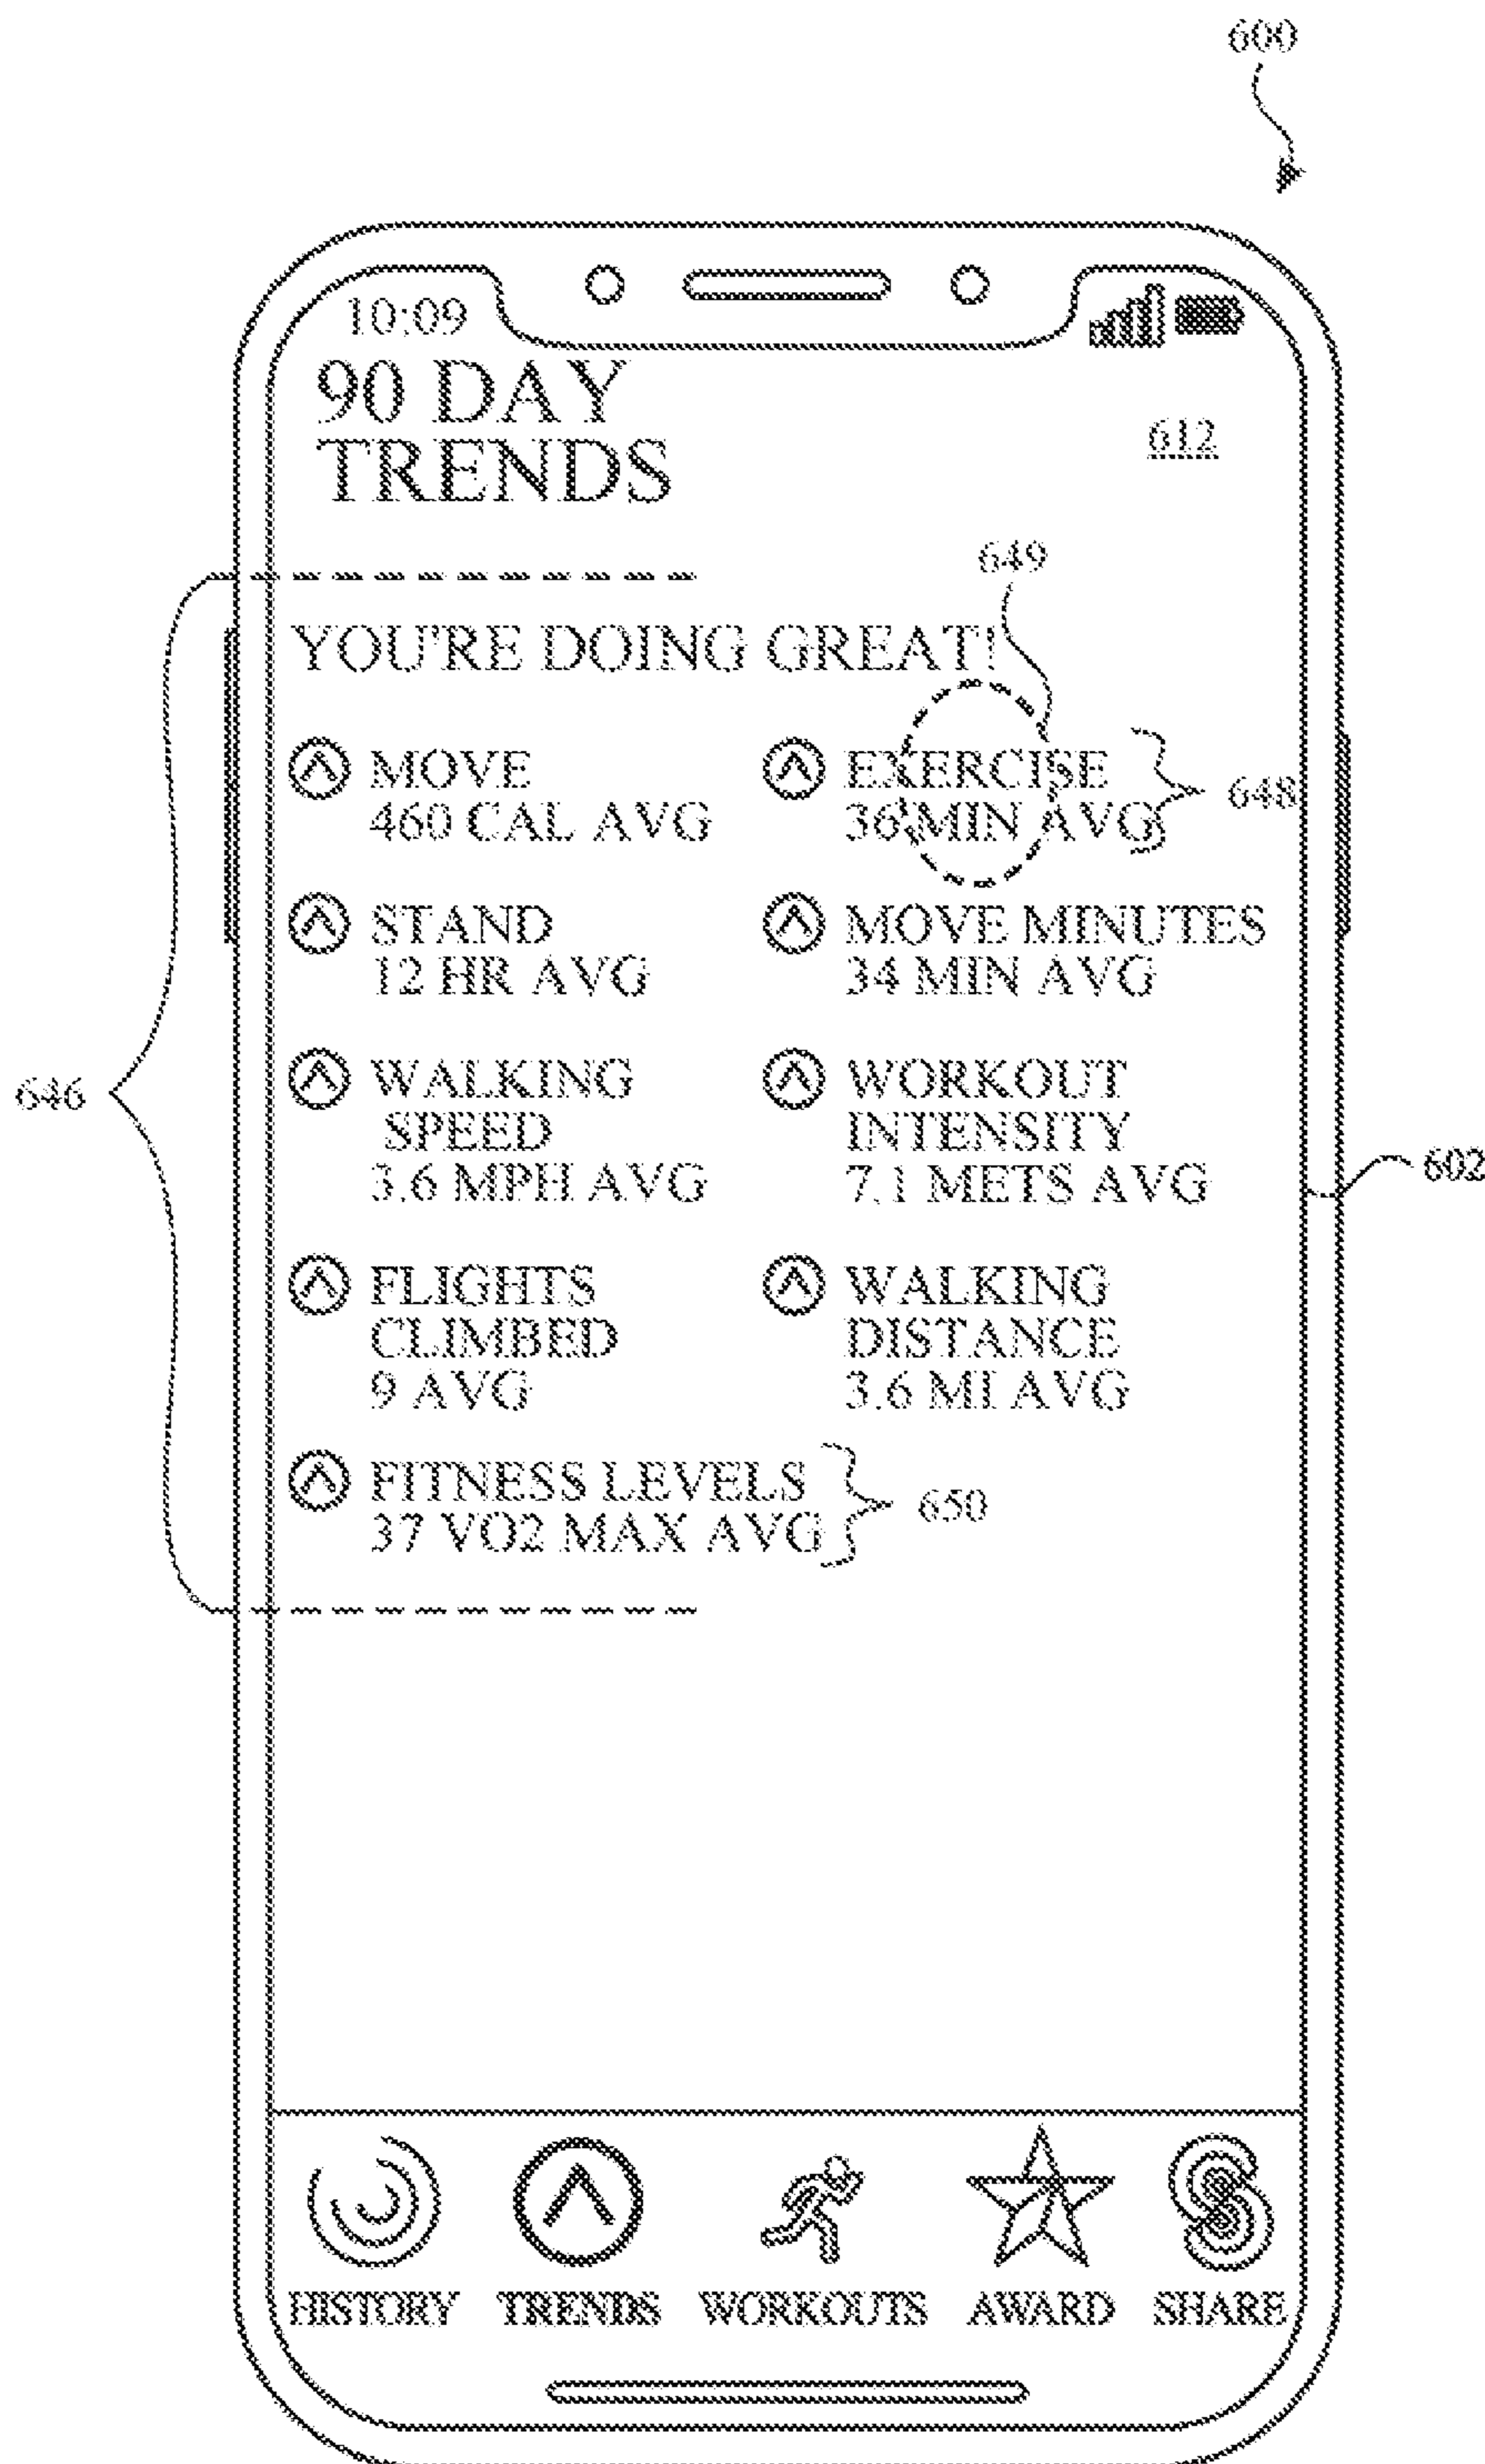 600
10:09
90 DAY
TRENDS
612
649
YOU'RE DOING GREAT!
MOVE
460 CAL AVG
EXERCISE
36 MIN AVG
648
STAND
12 HR AVG
MOVE MINUTES
34 MIN AVG
646
WALKING
SPEED
3.6 MPH AVG
WORKOUT
INTENSITY
7.1 METS AVG
602
FLIGHTS
CLIMBED
9 AVG
WALKING
DISTANCE
3.6 MI AVG
FITNESS LEVELS
37 VO2 MAX AVG
650
HISTORY
TRENDS
WORKOUTS
AWARD
SHARE